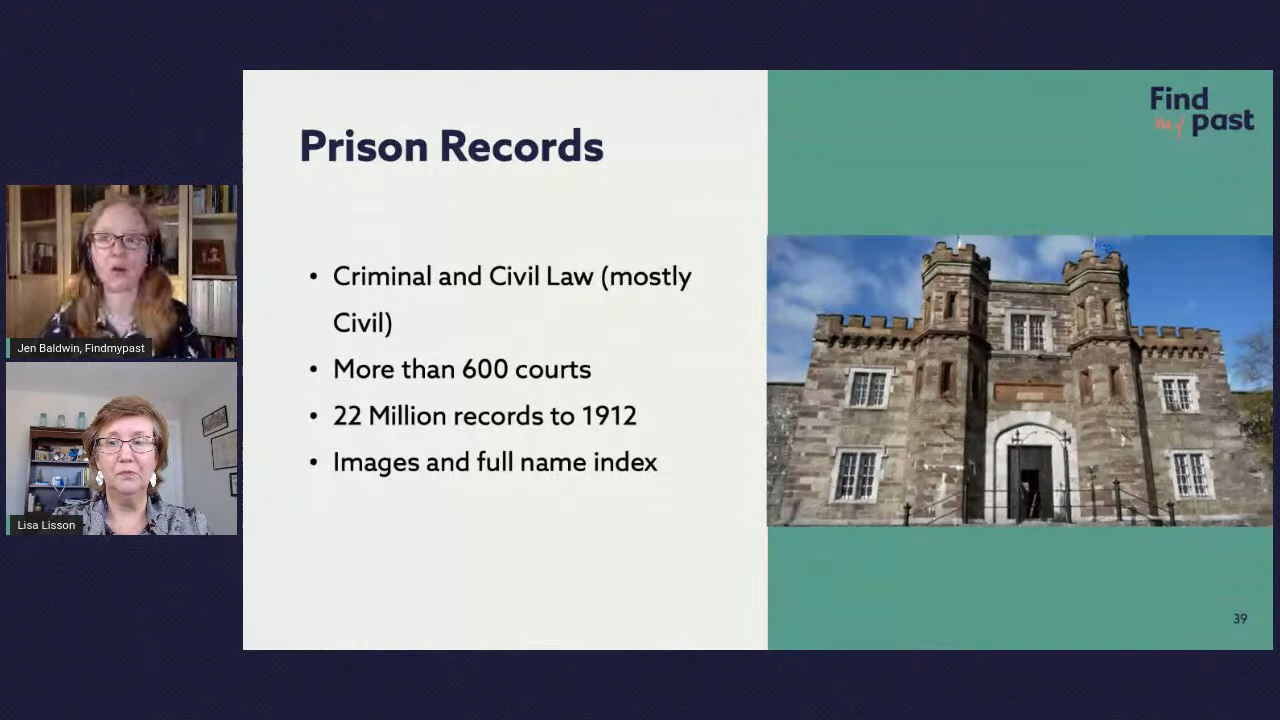 Prison Records
• Criminal and Civil Law (mostly
Civil)
• More than 600 courts
• 22 Million records to 1912
• Images and full name index
Find
my past
39
Jen Baldwin, Findmypast
Lisa Lisson